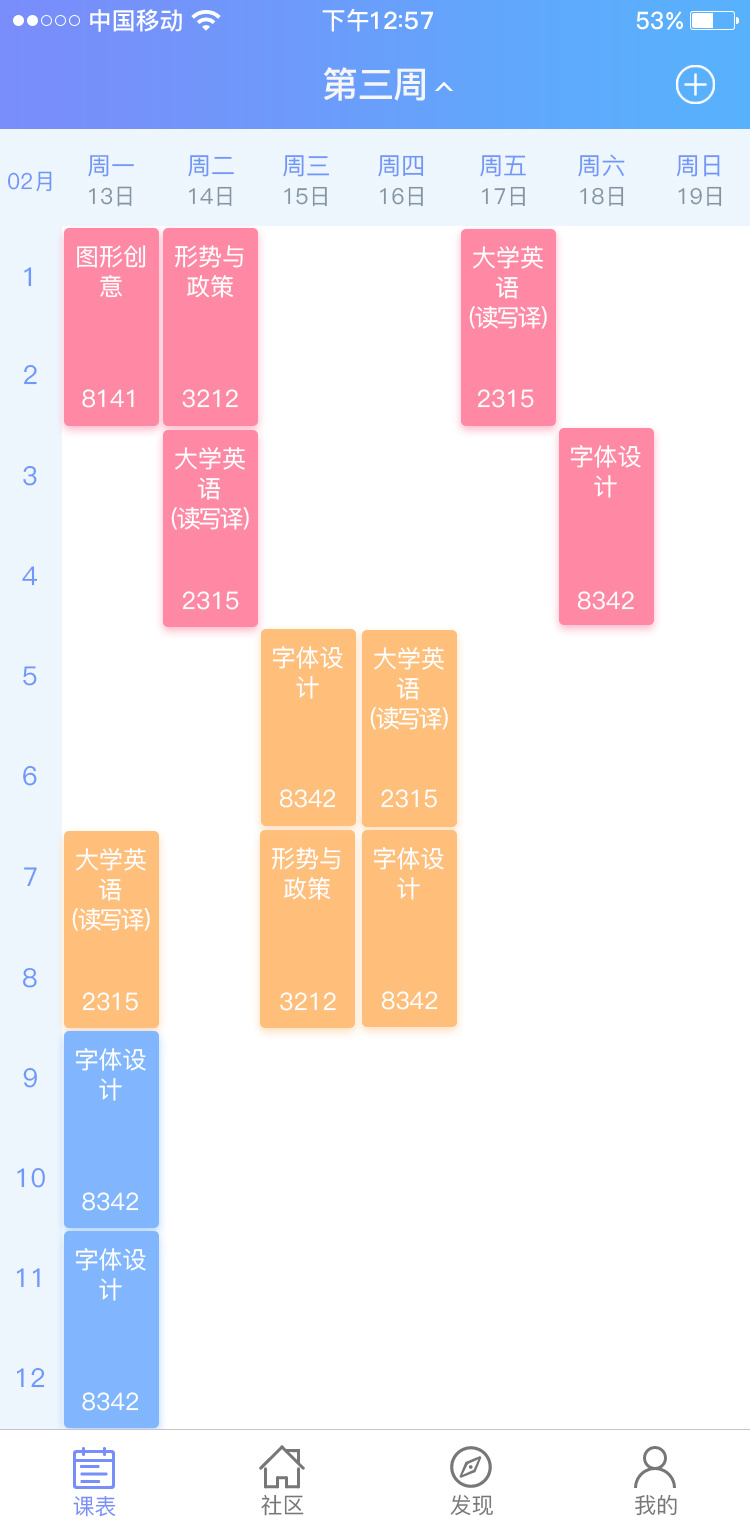 中国移动 下午12:57 53%
第三周
02月
周一 周二 周三 周四 周五 周六 周日
13日 14日 15日 16日 17日 18日 19日
1
2
3
4
5
6
7
8
9
10
11
12
图形创
意
8141
大学英
语
(读写译)
2315
字体设
计
8342
字体设
计
8342
形势与
政策
3212
大学英
语
(读写译)
2315
字体设
计
8342
形势与
政策
3212
大学英
语
(读写译)
2315
字体设
计
8342
大学英
语
(读写译)
2315
字体设
计
8342
课表 社区 发现 我的